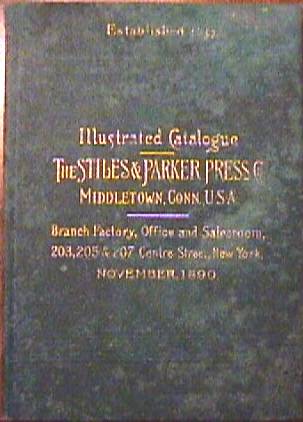 Established 1857.
Illustrated Catalogue
THE STILES & PARKER PRESS Co
MIDDLETOWN, CONN. U.S.A
Branch Factory, Office and Salesroom,
203, 205 & 207 Centre Street, New York.
NOVEMBER, 1890